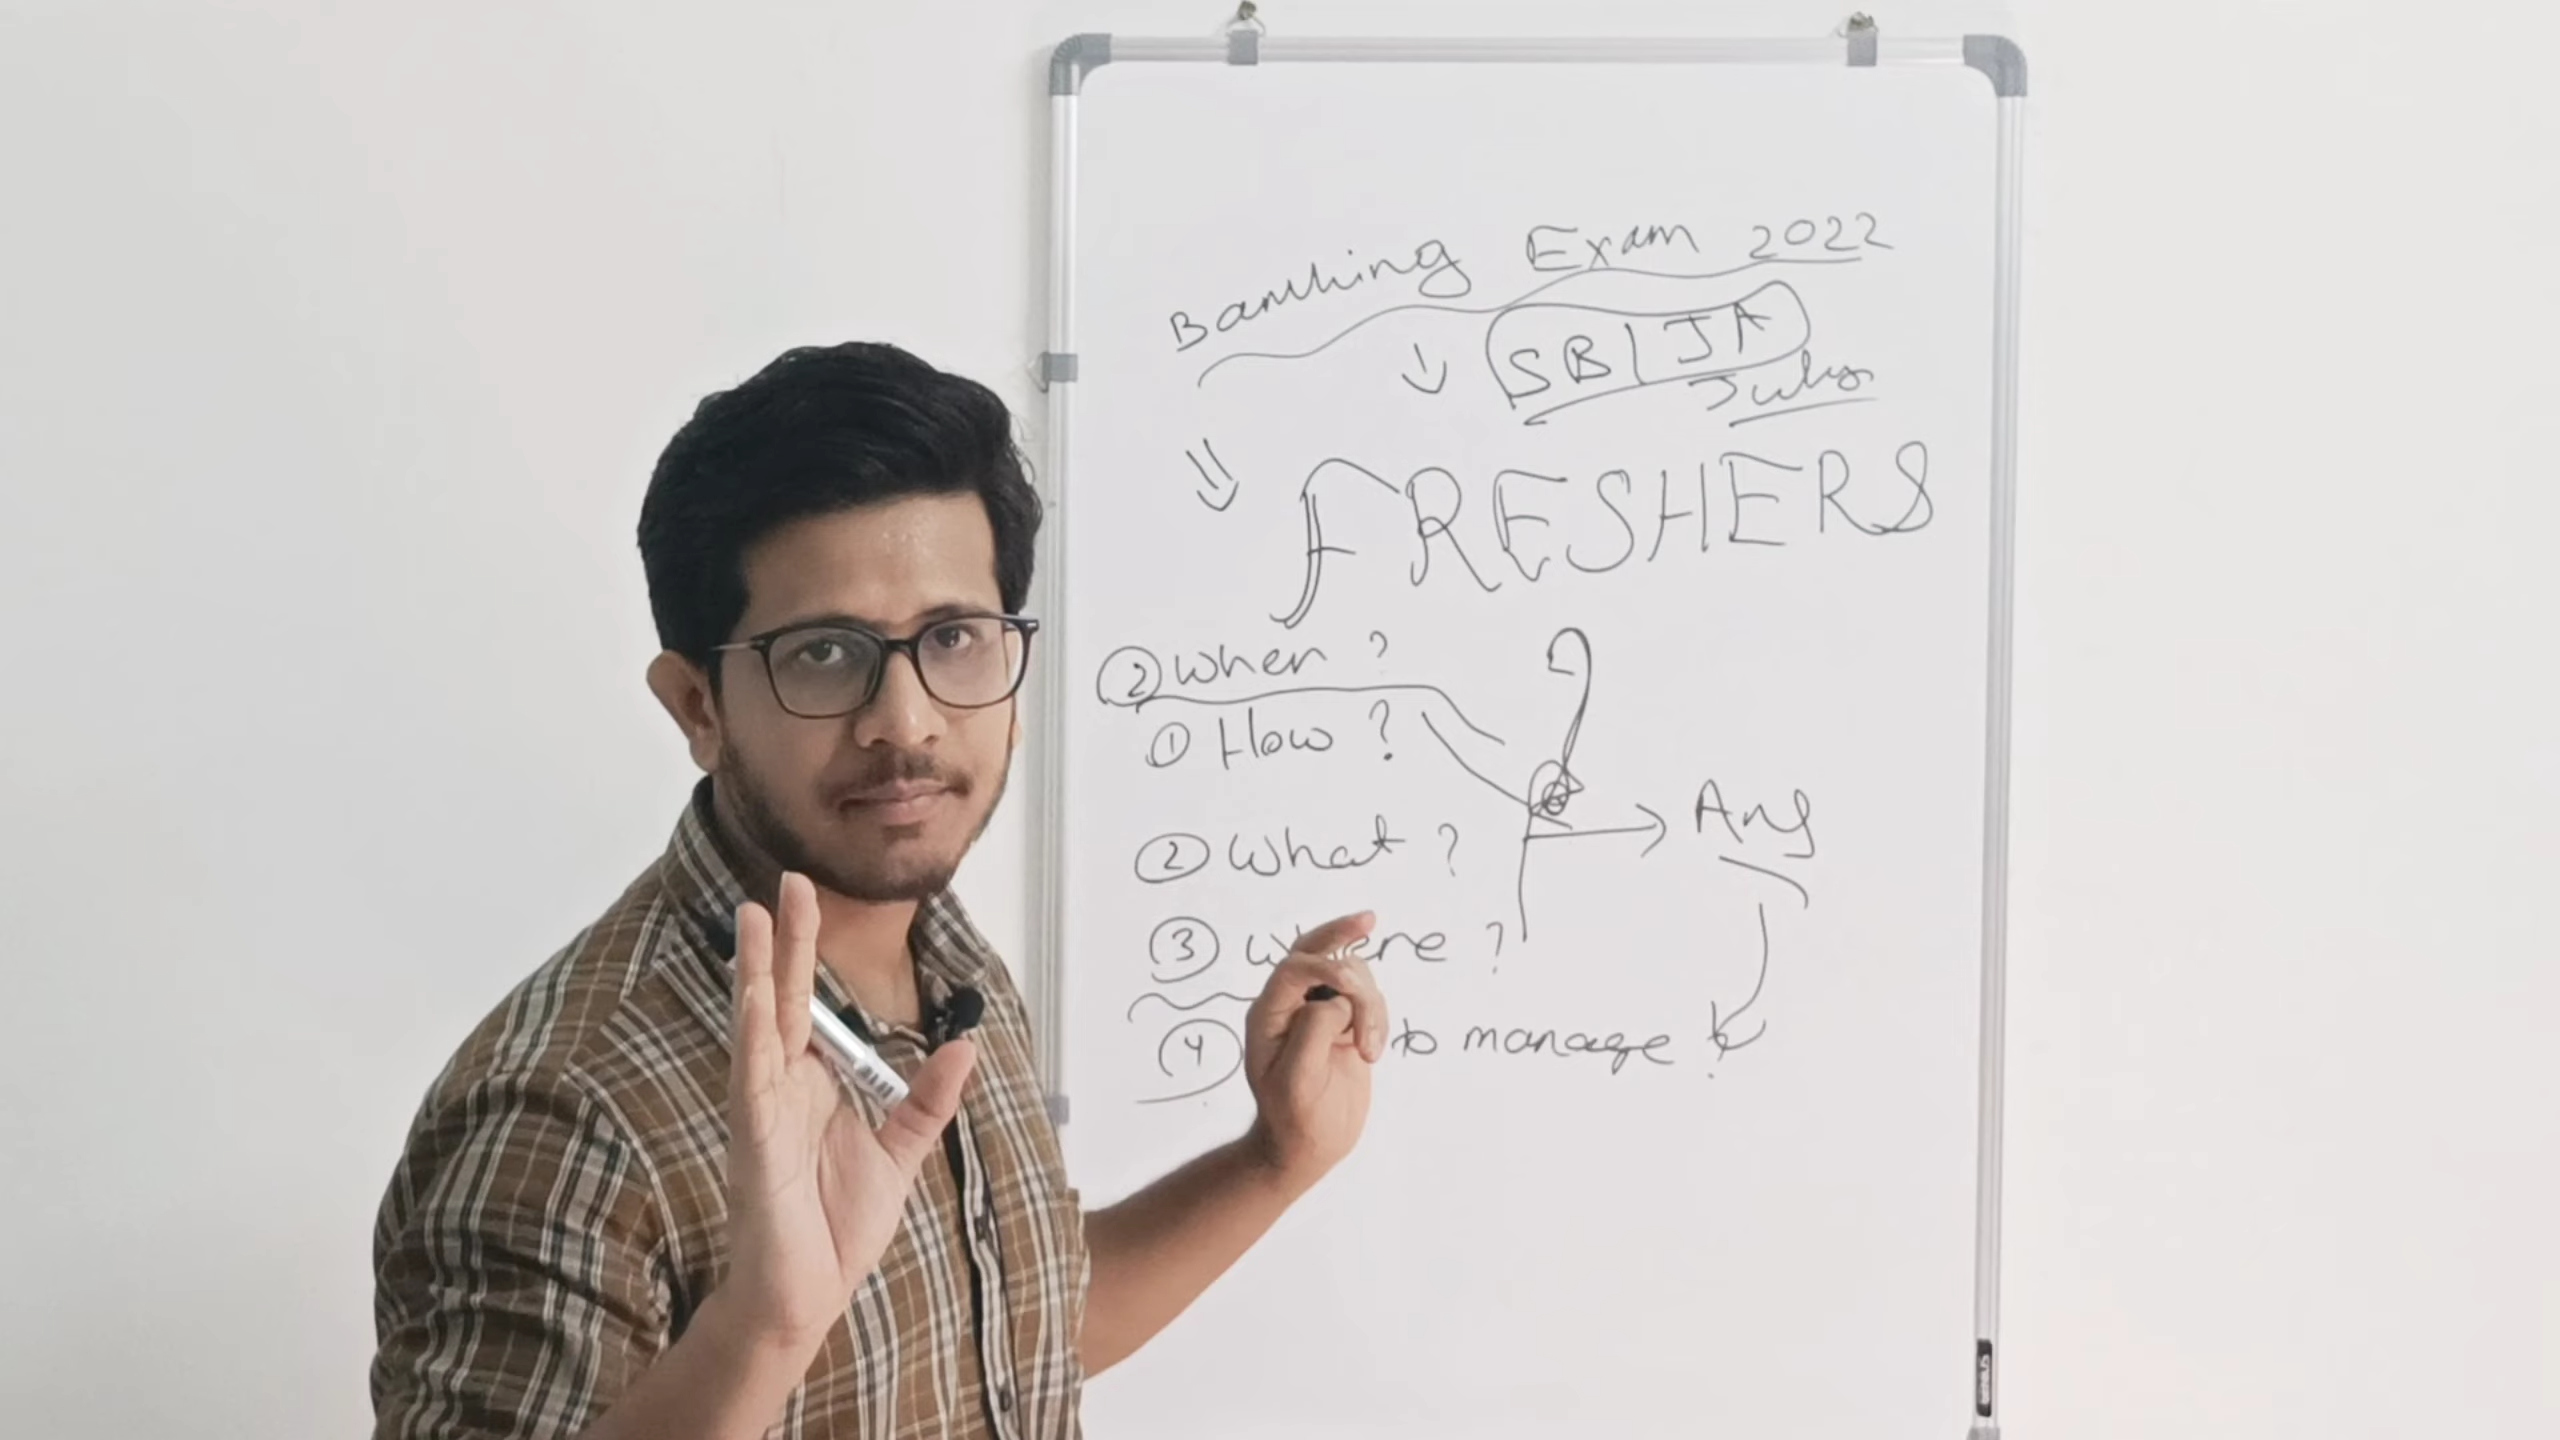 Banking Exam 2022
SBI JA
July
FRESHERS
② When ?
① How ?
② What ?
③ Where ?
④ to manage ?
Ans